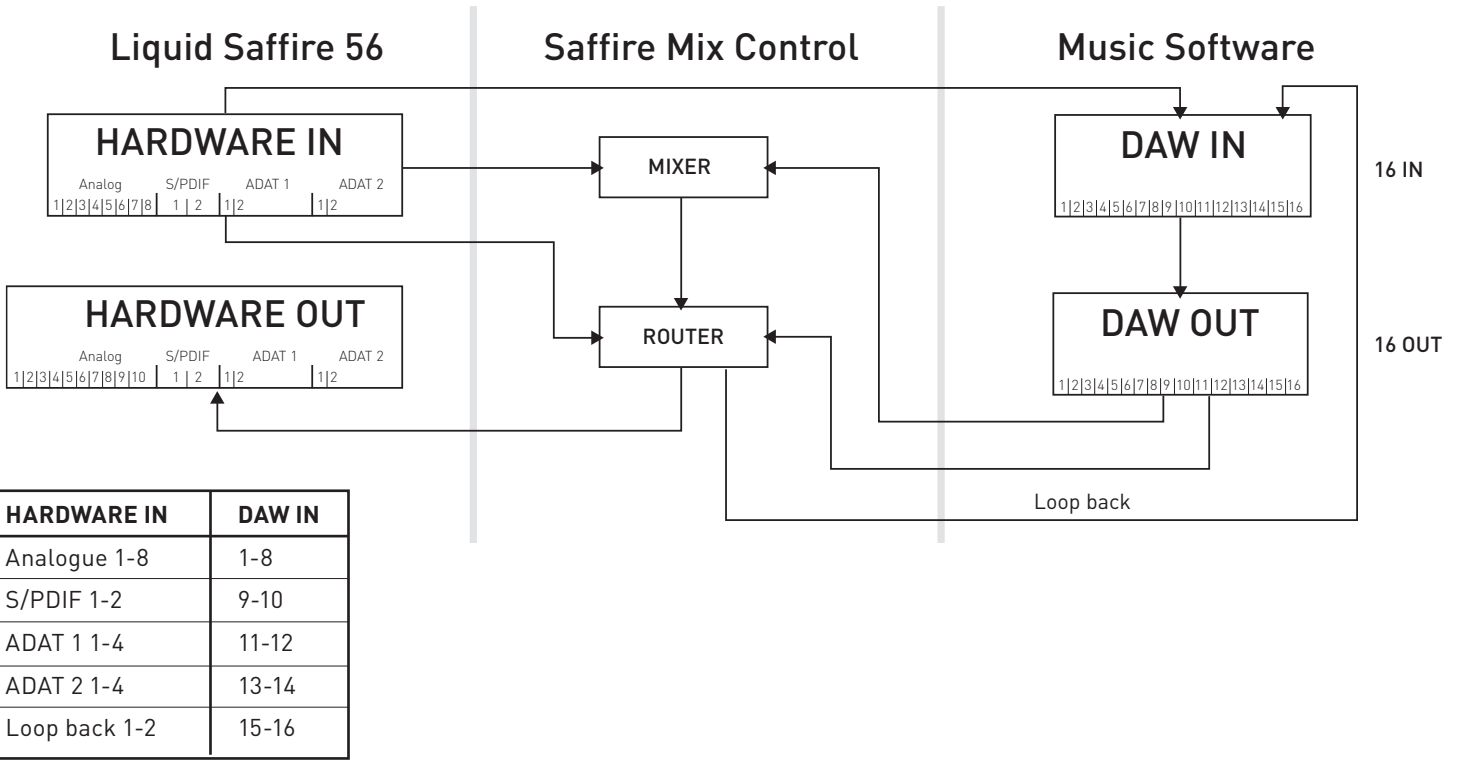 Liquid Saffire 56
Saffire Mix Control
Music Software
HARDWARE IN
Analog S/PDIF ADAT 1 ADAT 2
1|2|3|4|5|6|7|8 1 | 2 1|2 1|2
MIXER
DAW IN
1|2|3|4|5|6|7|8|9|10|11|12|13|14|15|16
16 IN
HARDWARE OUT
Analog S/PDIF ADAT 1 ADAT 2
1|2|3|4|5|6|7|8|9|10 1 | 2 1|2 1|2
ROUTER
DAW OUT
1|2|3|4|5|6|7|8|9|10|11|12|13|14|15|16
16 OUT
Loop back
HARDWARE IN DAW IN
Analogue 1-8 1-8
S/PDIF 1-2 9-10
ADAT 1 1-4 11-12
ADAT 2 1-4 13-14
Loop back 1-2 15-16